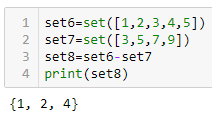 1 set6=set([1,2,3,4,5])
2 set7=set([3,5,7,9])
3 set8=set6-set7
4 print(set8)
{1, 2, 4}